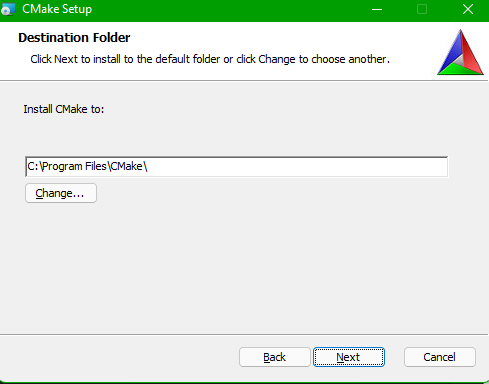 CMake Setup
Destination Folder
Click Next to install to the default folder or click Change to choose another.
Install CMake to:
C:\Program Files\CMake\
Change...
Back
Next
Cancel